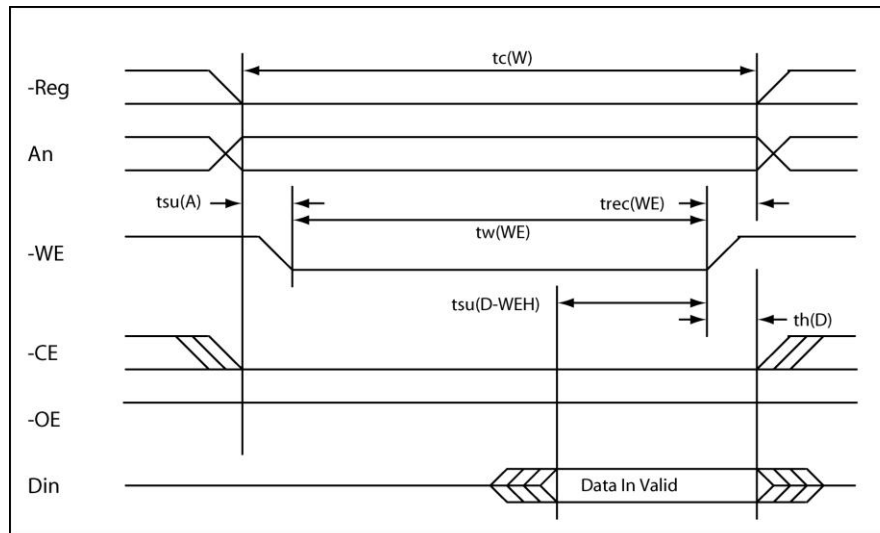 tc(W)
-Reg
An
tsu(A)
trec(WE)
tw(WE)
-WE
tsu(D-WEH)
th(D)
-CE
-OE
Din
Data In Valid